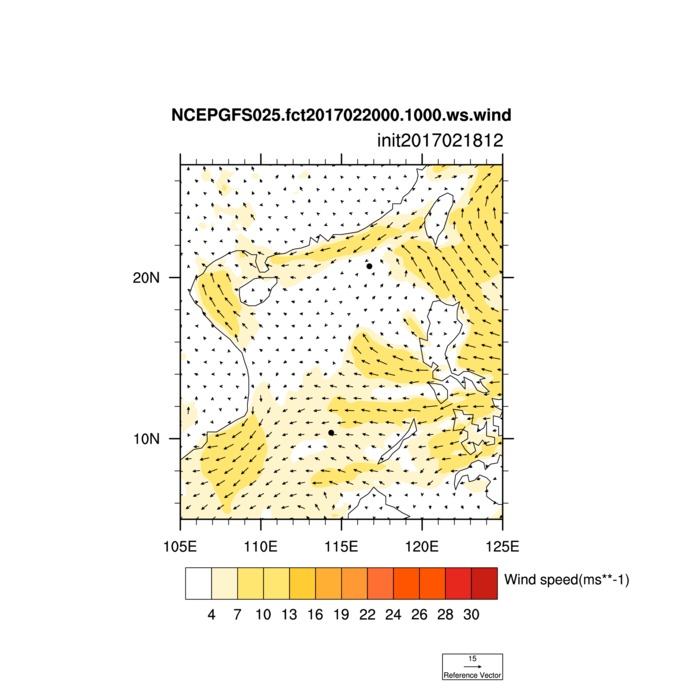 NCEPGFS025.fct2017022000.1000.ws.wind
init2017021812
20N
10N
105E 110E 115E 120E 125E
Wind speed(ms**-1)
4 7 10 13 16 19 22 24 26 28 30
15
Reference Vector